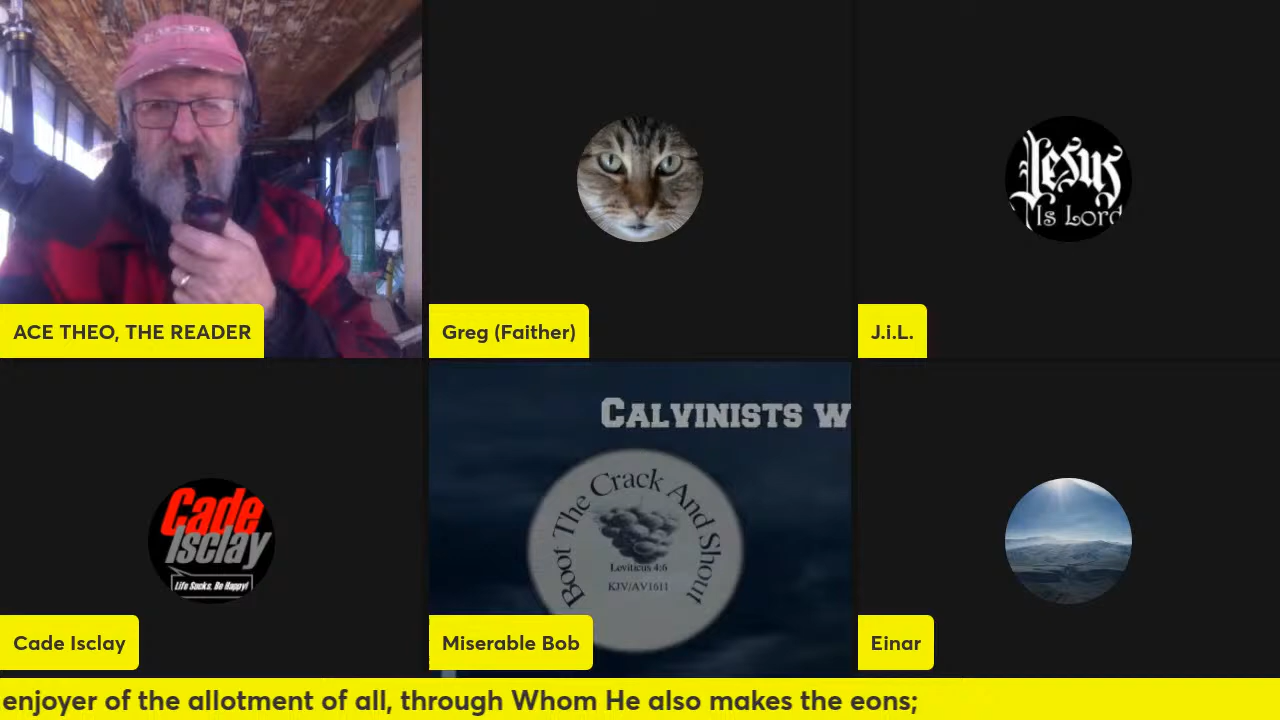 ACE THEO, THE READER
Greg (Faither)
Jesus
Is Lord
J.i.L.
Cade
Isclay
Life Sucks. Be Happy!
Cade Isclay
CALVINISTS W
Boot The Crack And Shout
Leviticus 4:6
KJV/AV1611
Miserable Bob
Einar
enjoyer of the allotment of all, through Whom He also makes the eons;